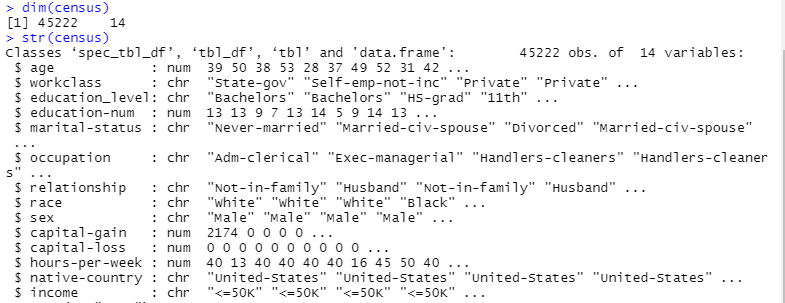 > dim(census)
[1] 45222    14
> str(census)
Classes ‘spec_tbl_df’, ‘tbl_df’, ‘tbl’ and 'data.frame':	45222 obs. of  14 variables:
 $ age            : num  39 50 38 53 28 37 49 52 31 42 ...
 $ workclass      : chr  "State-gov" "Self-emp-not-inc" "Private" "Private" ...
 $ education_level: chr  "Bachelors" "Bachelors" "HS-grad" "11th" ...
 $ education-num  : num  13 13 9 7 13 14 5 9 14 13 ...
 $ marital-status : chr  "Never-married" "Married-civ-spouse" "Divorced" "Married-civ-spouse"
...
 $ occupation     : chr  "Adm-clerical" "Exec-managerial" "Handlers-cleaners" "Handlers-cleaner
s" ...
 $ relationship   : chr  "Not-in-family" "Husband" "Not-in-family" "Husband" ...
 $ race           : chr  "White" "White" "White" "Black" ...
 $ sex            : chr  "Male" "Male" "Male" "Male" ...
 $ capital-gain   : num  2174 0 0 0 0 ...
 $ capital-loss   : num  0 0 0 0 0 0 0 0 0 0 ...
 $ hours-per-week : num  40 13 40 40 40 40 16 45 50 40 ...
 $ native-country : chr  "United-States" "United-States" "United-States" "United-States" ...
 $ income         : chr  "<=50K" "<=50K" "<=50K" "<=50K" ...